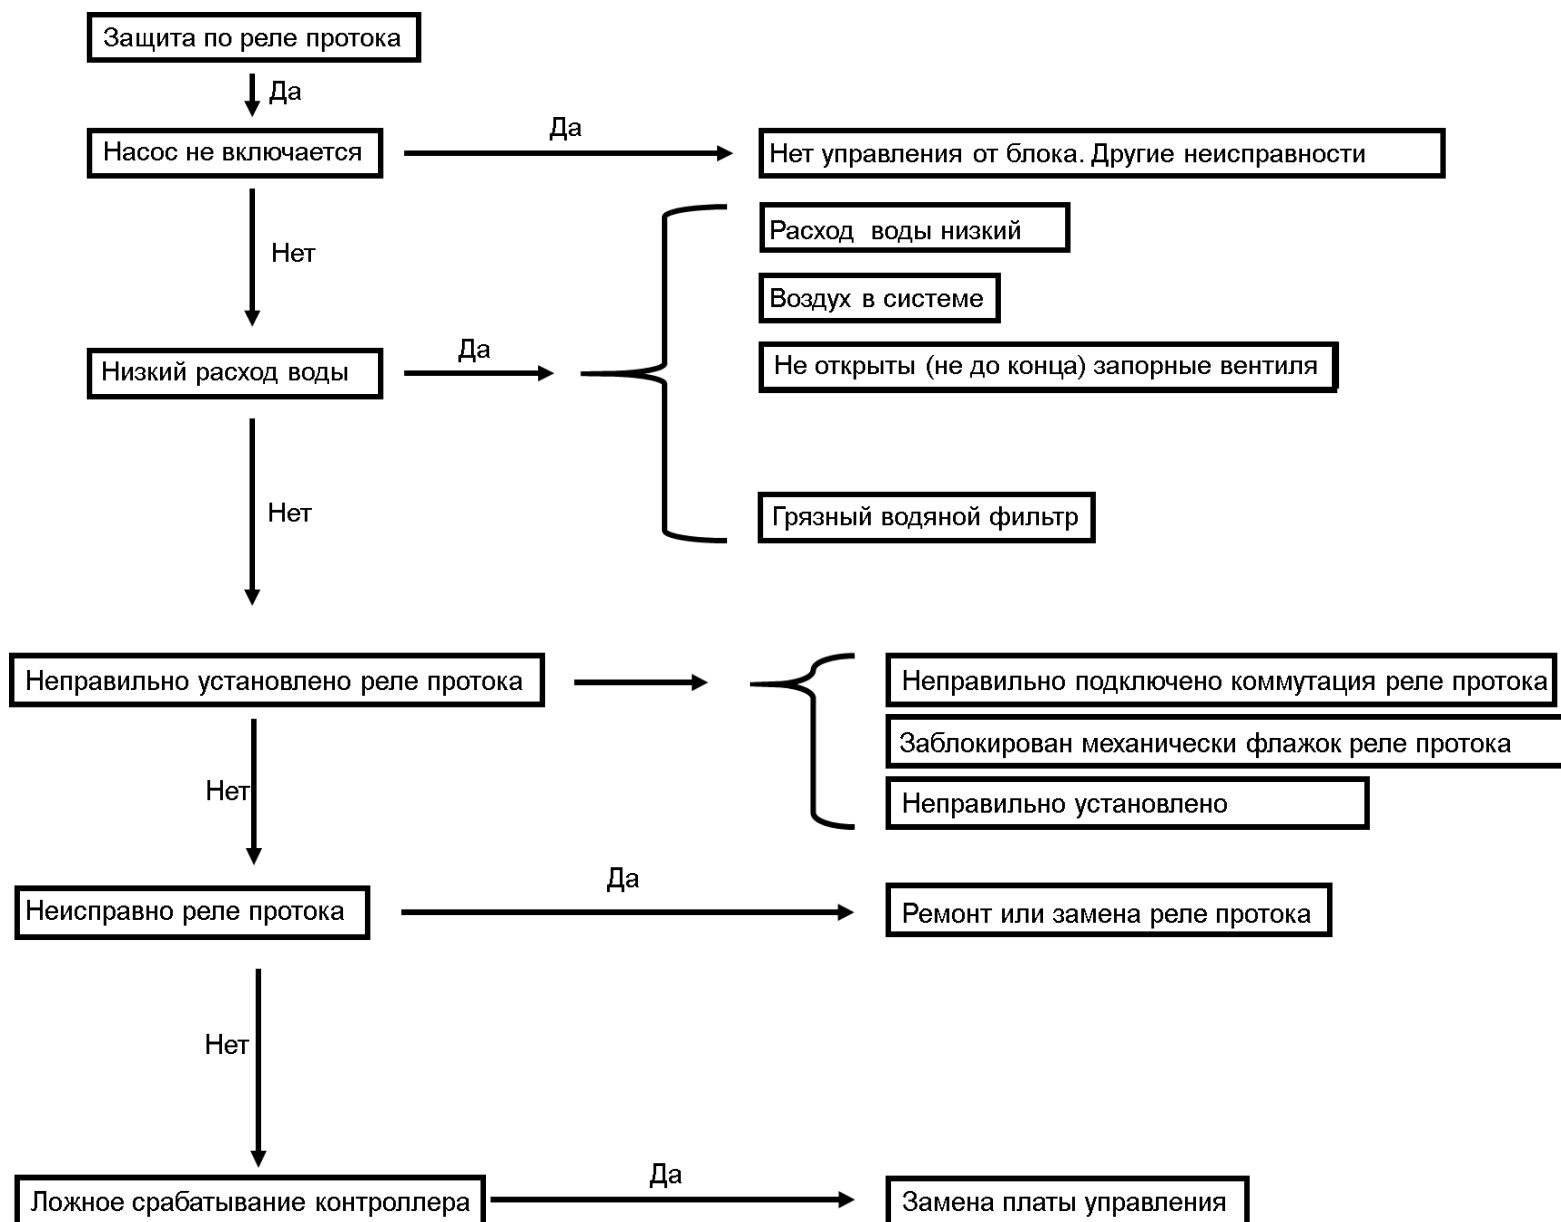 Защита по реле протока
Да
Насос не включается
Да
Нет управления от блока. Другие неисправности
Нет
Расход воды низкий
Воздух в системе
Низкий расход воды
Да
Не открыты (не до конца) запорные вентиля
Нет
Грязный водяной фильтр
Неправильно установлено реле протока
Неправильно подключено коммутация реле протока
Заблокирован механически флажок реле протока
Неправильно установлено
Нет
Неисправно реле протока
Да
Ремонт или замена реле протока
Нет
Ложное срабатывание контроллера
Да
Замена платы управления